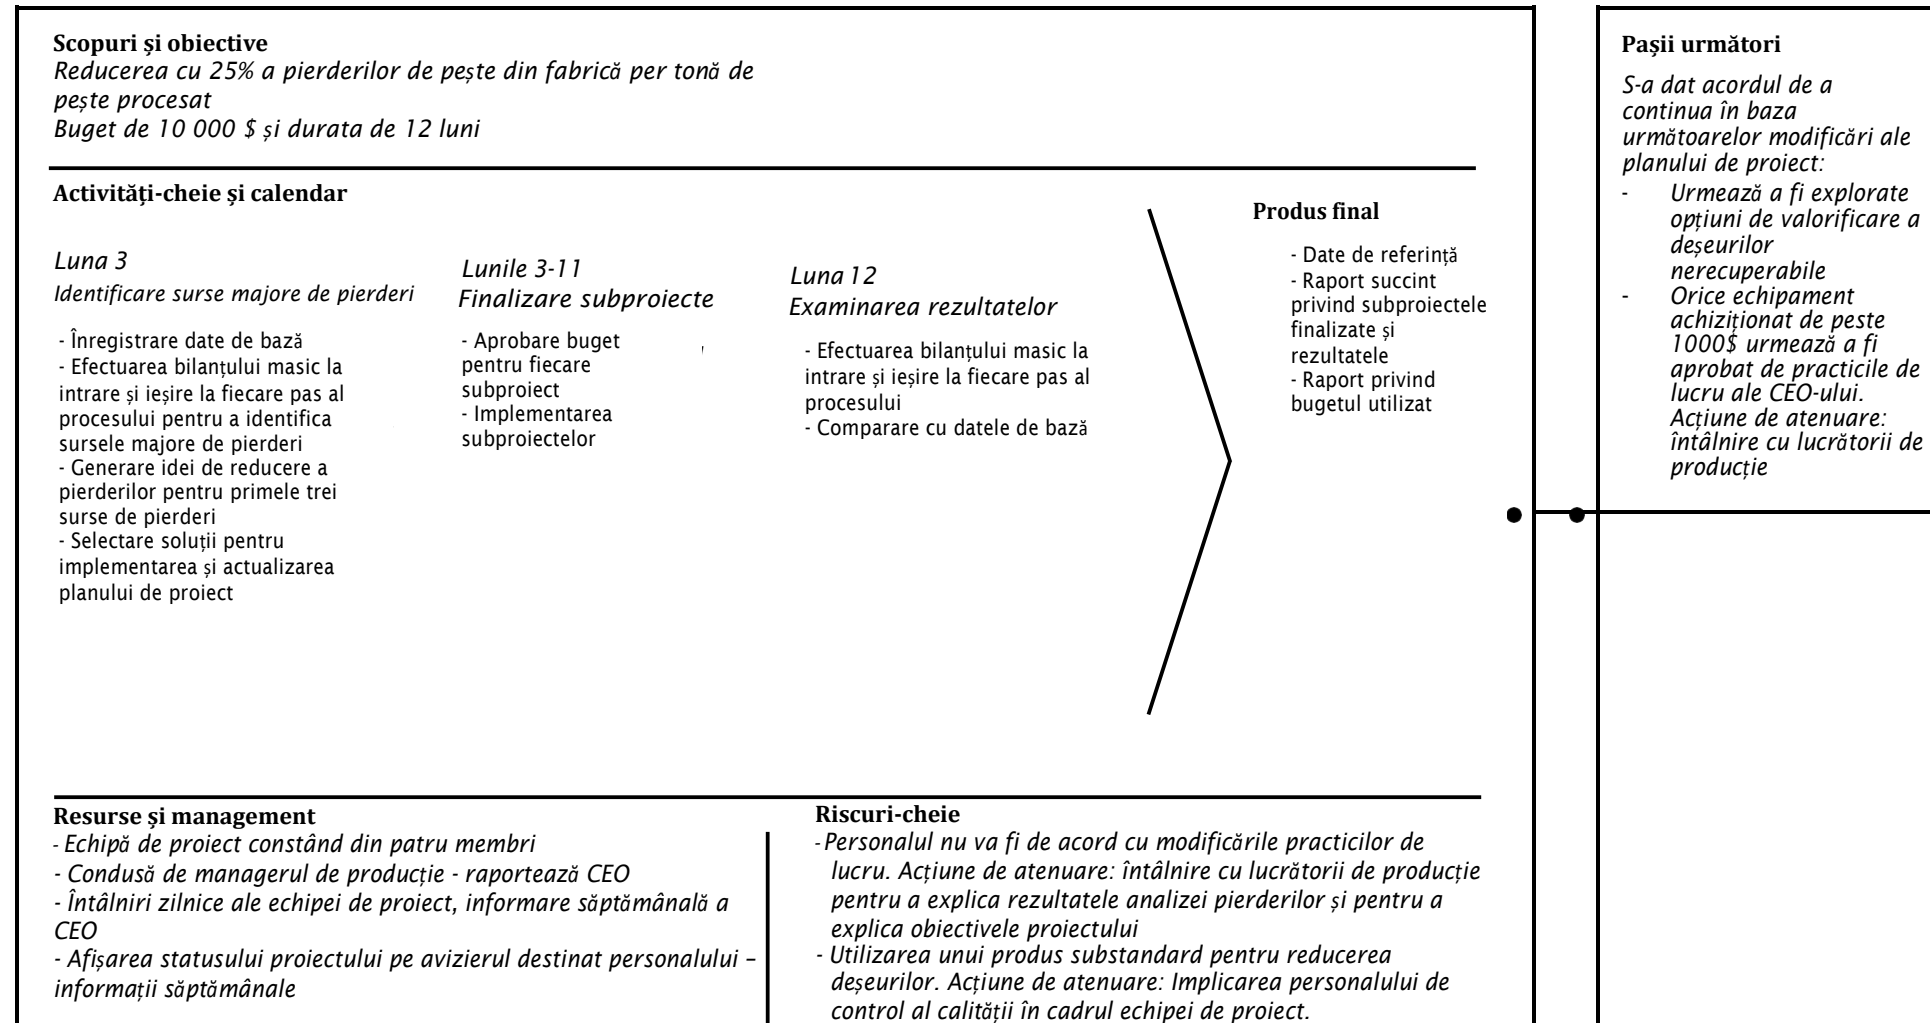 Scopuri și obiective
Reducerea cu 25% a pierderilor de pește din fabrică per tonă de
pește procesat
Buget de 10 000 $ și durata de 12 luni
Activități-cheie și calendar
Luna 3
Identificare surse majore de pierderi
- Înregistrare date de bază
- Efectuarea bilanțului masic la
intrare și ieșire la fiecare pas al
procesului pentru a identifica
sursele majore de pierderi
- Generare idei de reducere a
pierderilor pentru primele trei
surse de pierderi
- Selectare soluții pentru
implementarea și actualizarea
planului de proiect
Lunile 3-11
Finalizare subproiecte
- Aprobare buget
pentru fiecare
subproiect
- Implementarea
subproiectelor
Luna 12
Examinarea rezultatelor
- Efectuarea bilanțului masic la
intrare și ieșire la fiecare pas al
procesului
- Comparare cu datele de bază
Produs final
- Date de referință
- Raport succint
privind subproiectele
finalizate și
rezultatele
- Raport privind
bugetul utilizat
Resurse și management
- Echipă de proiect constând din patru membri
- Condusă de managerul de producție - raportează CEO
- Întâlniri zilnice ale echipei de proiect, informare săptămânală a
CEO
- Afișarea statusului proiectului pe avizierul destinat personalului –
informații săptămânale
Riscuri-cheie
- Personalul nu va fi de acord cu modificările practicilor de
lucru. Acțiune de atenuare: întâlnire cu lucrătorii de producție
pentru a explica rezultatele analizei pierderilor și pentru a
explica obiectivele proiectului
- Utilizarea unui produs substandard pentru reducerea
deșeurilor. Acțiune de atenuare: Implicarea personalului de
control al calității în cadrul echipei de proiect.
Pașii următori
S-a dat acordul de a
continua în baza
următoarelor modificări ale
planului de proiect:
- Urmează a fi explorate
opțiuni de valorificare a
deșeurilor
nerecuperabile
- Orice echipament
achiziționat de peste
1000$ urmează a fi
aprobat de practicile de
lucru ale CEO-ului.
Acțiune de atenuare:
întâlnire cu lucrătorii de
producție